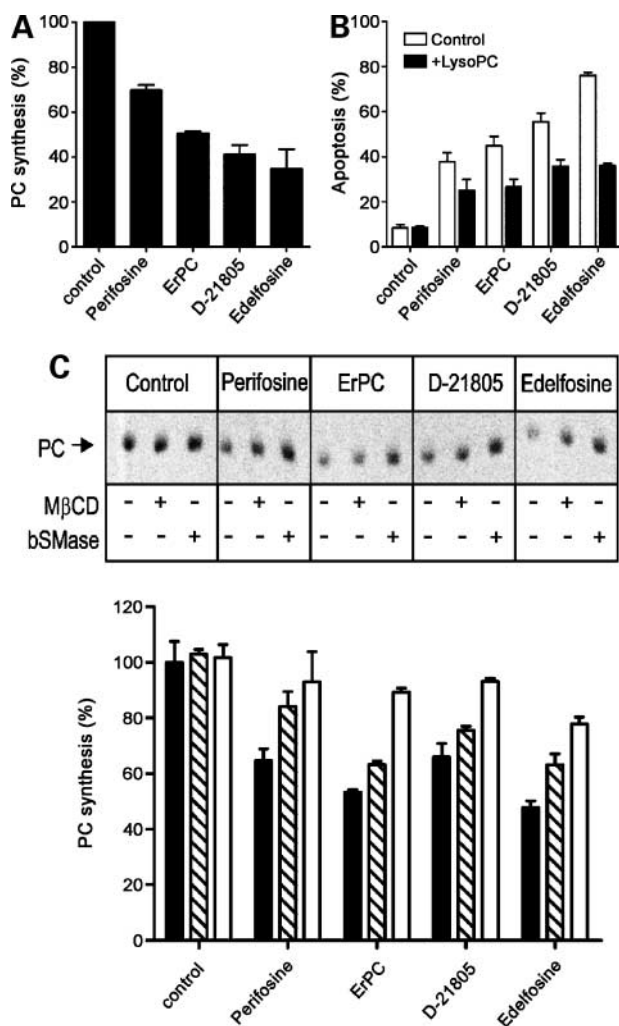 A
PC synthesis (%)
100
80
60
40
20
0
control
Perifosine
ErPC
D-21805
Edelfosine
B
Control
+LysoPC
Apoptosis (%)
100
80
60
40
20
0
control
Perifosine
ErPC
D-21805
Edelfosine
C
Control Perifosine ErPC D-21805 Edelfosine
PC →
MβCD - + - - + - - + - - + - - + -
bSMase - - + - - + - - + - - + - - +
PC synthesis (%)
120
100
80
60
40
20
0
control
Perifosine
ErPC
D-21805
Edelfosine